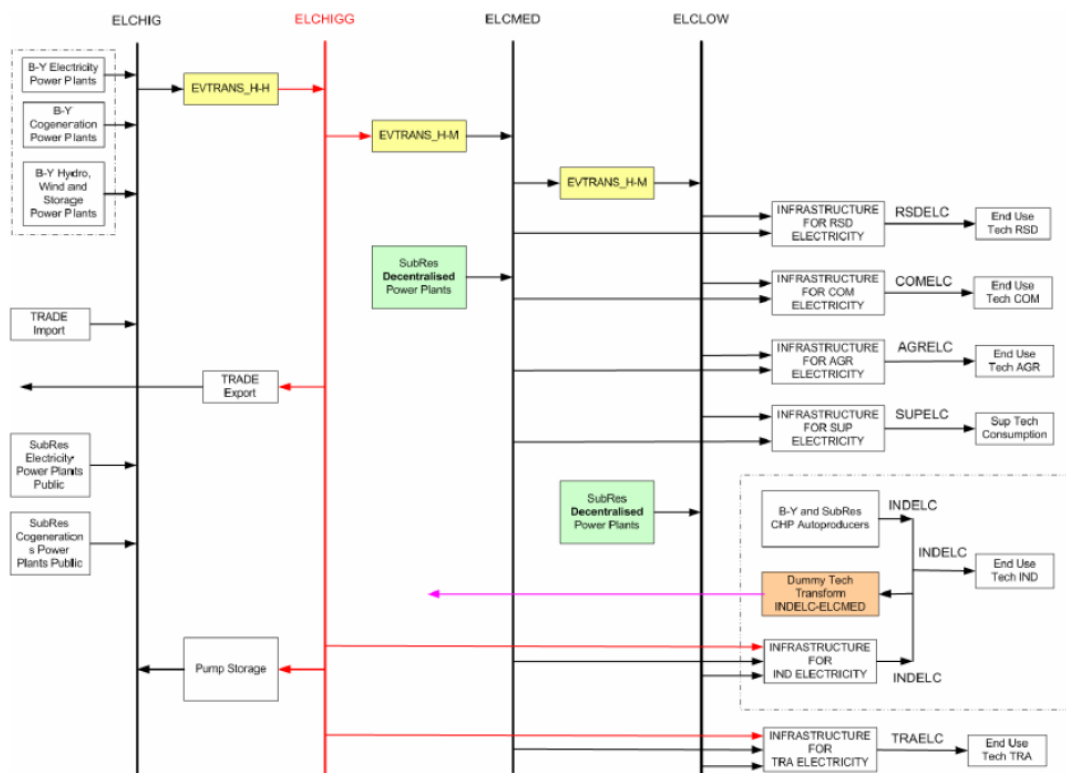 ELCHIG
ELCHIGG
ELCMED
ELCLOW
B-Y Electricity
Power Plants
B-Y
Cogeneration
Power Plants
B-Y Hydro,
Wind and
Storage
Power Plants
EVTRANS_H-H
EVTRANS_H-M
EVTRANS_H-M
INFRASTRUCTURE
FOR RSD
ELECTRICITY
RSDELC
End Use
Tech RSD
SubRes
Decentralised
Power Plants
INFRASTRUCTURE
FOR COM
ELECTRICITY
COMELC
End Use
Tech COM
TRADE
Import
INFRASTRUCTURE
FOR AGR
ELECTRICITY
AGRELC
End Use
Tech AGR
TRADE
Export
INFRASTRUCTURE
FOR SUP
ELECTRICITY
SUPELC
Sup Tech
Consumption
SubRes
Electricity-
Power Plants
Public
SubRes
Decentralised
Power Plants
B-Y and SubRes
CHP Autoproducers
INDELC
SubRes
Cogeneration
s Power
Plants Public
INDELC
End Use
Tech IND
Dummy Tech
Transform
INDELC-ELCMED
Pump Storage
INFRASTRUCTURE
FOR
IND ELECTRICITY
INDELC
INFRASTRUCTURE
FOR
TRA ELECTRICITY
TRAELC
End Use
Tech TRA